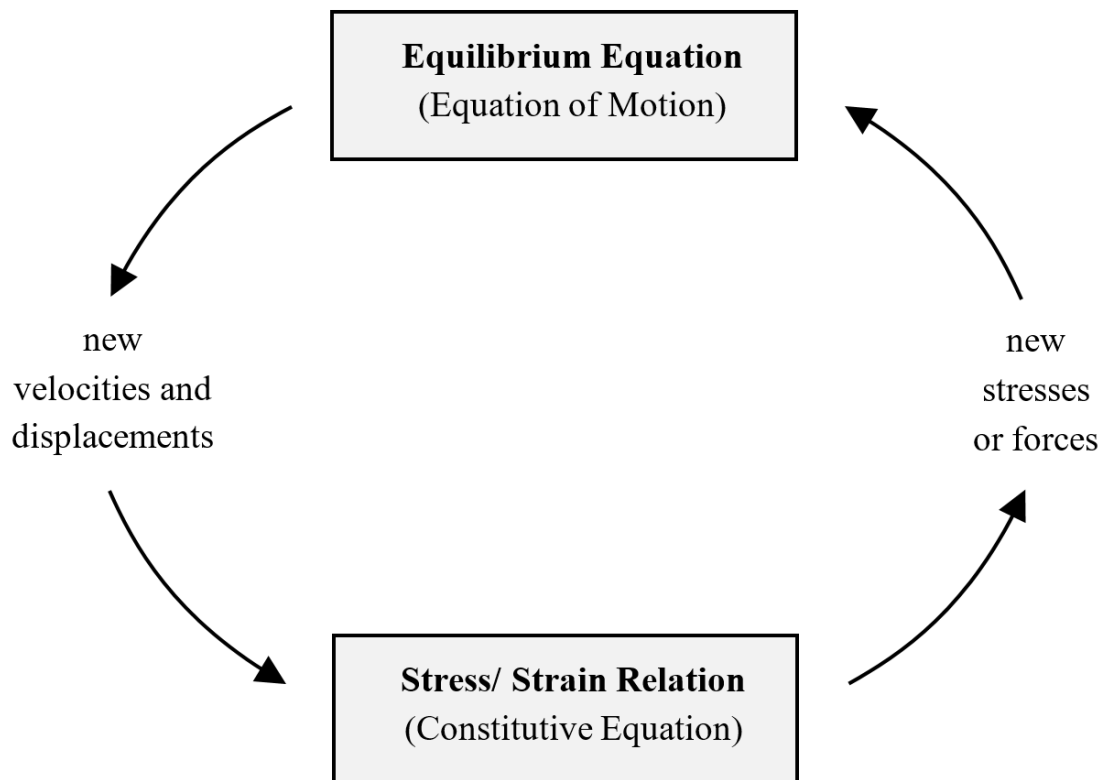 Equilibrium Equation
(Equation of Motion)
new
velocities and
displacements
new
stresses
or forces
Stress/ Strain Relation
(Constitutive Equation)